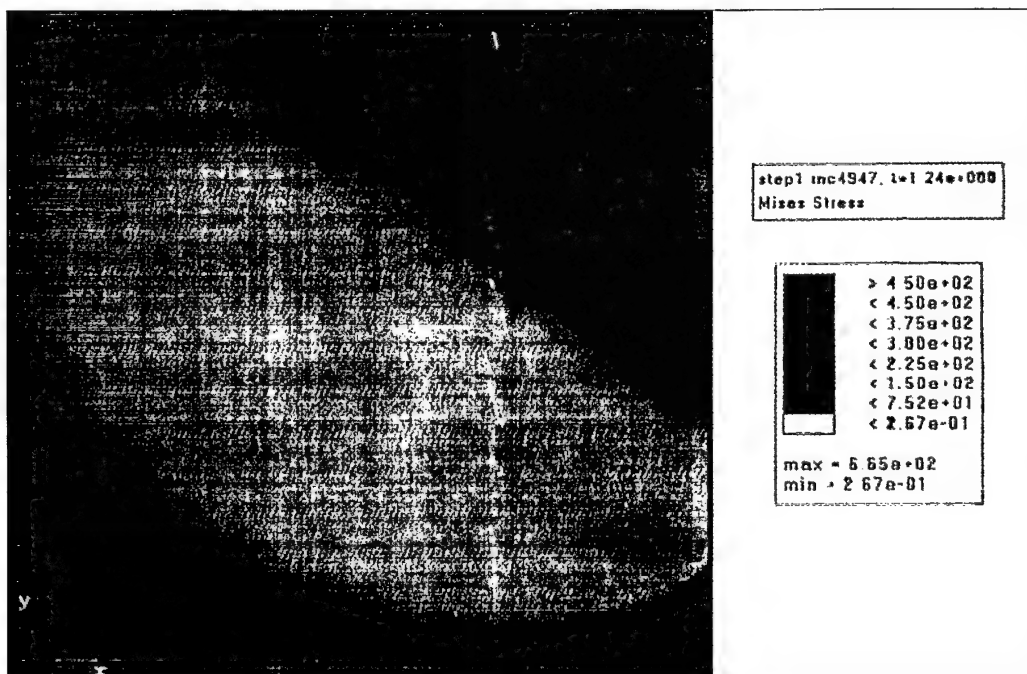 step1 inc4947, t=1 24e+000
Mises Stress
> 4 50e+02
< 4 50e+02
< 3.75e+02
< 3.00e+02
< 2.25e+02
< 1.50e+02
< 7.52e+01
< 2.67e-01
max = 6.65e+02
min = 2 67e-01
y
x